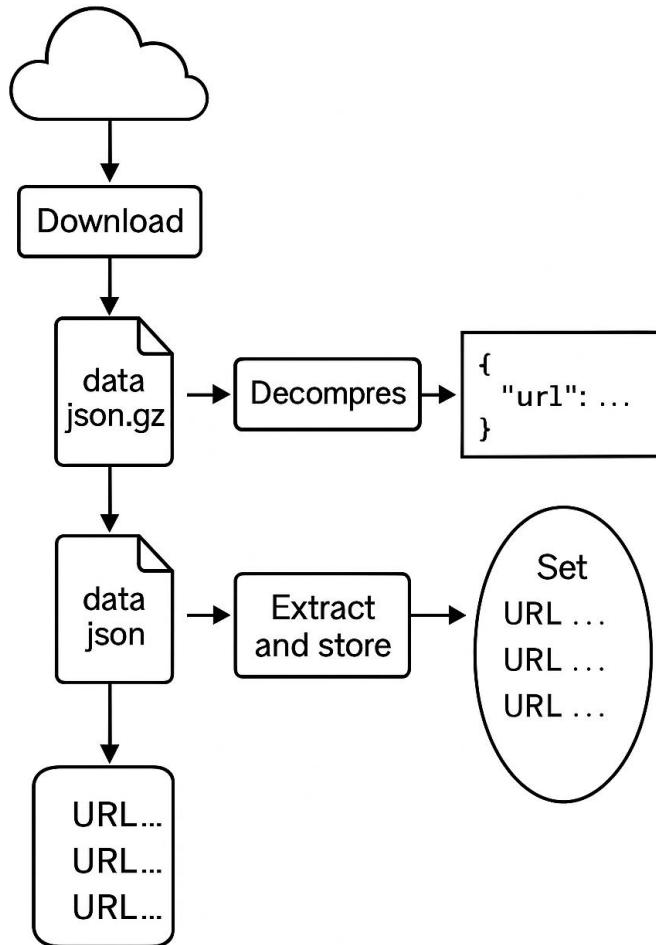 Download
data
json.gz
Decompres
{
"url": ...
}
data
json
Extract
and store
Set
URL ...
URL ...
URL ...
URL...
URL...
URL...